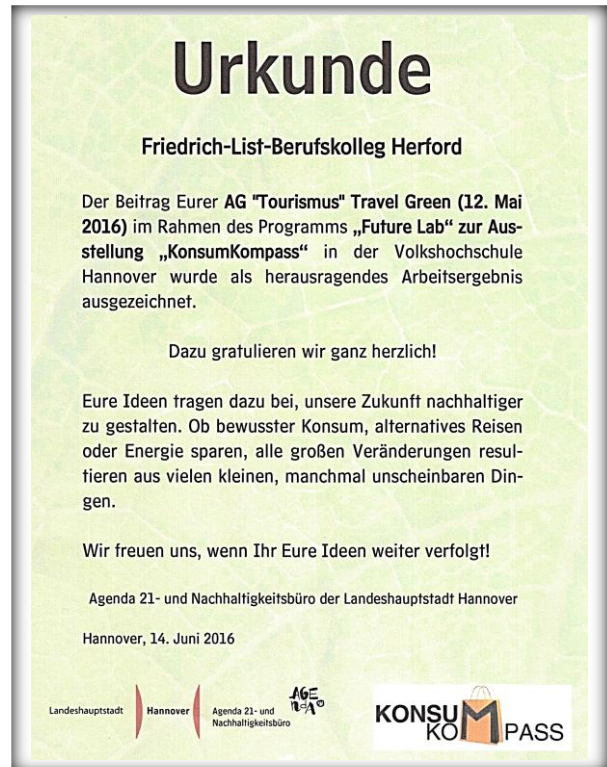 Urkunde
Friedrich-List-Berufskolleg Herford
Der Beitrag Eurer AG "Tourismus" Travel Green (12. Mai
2016) im Rahmen des Programms „Future Lab“ zur Aus-
stellung „KonsumKompass“ in der Volkshochschule
Hannover wurde als herausragendes Arbeitsergebnis
ausgezeichnet.
Dazu gratulieren wir ganz herzlich!
Eure Ideen tragen dazu bei, unsere Zukunft nachhaltiger
zu gestalten. Ob bewusster Konsum, alternatives Reisen
oder Energie sparen, alle großen Veränderungen resul-
tieren aus vielen kleinen, manchmal unscheinbaren Din-
gen.
Wir freuen uns, wenn Ihr Eure Ideen weiter verfolgt!
Agenda 21- und Nachhaltigkeitsbüro der Landeshauptstadt Hannover
Hannover, 14. Juni 2016
Landeshauptstadt Hannover
Agenda 21- und
Nachhaltigkeitsbüro
AGENDA
KONSUM
KOMPASS